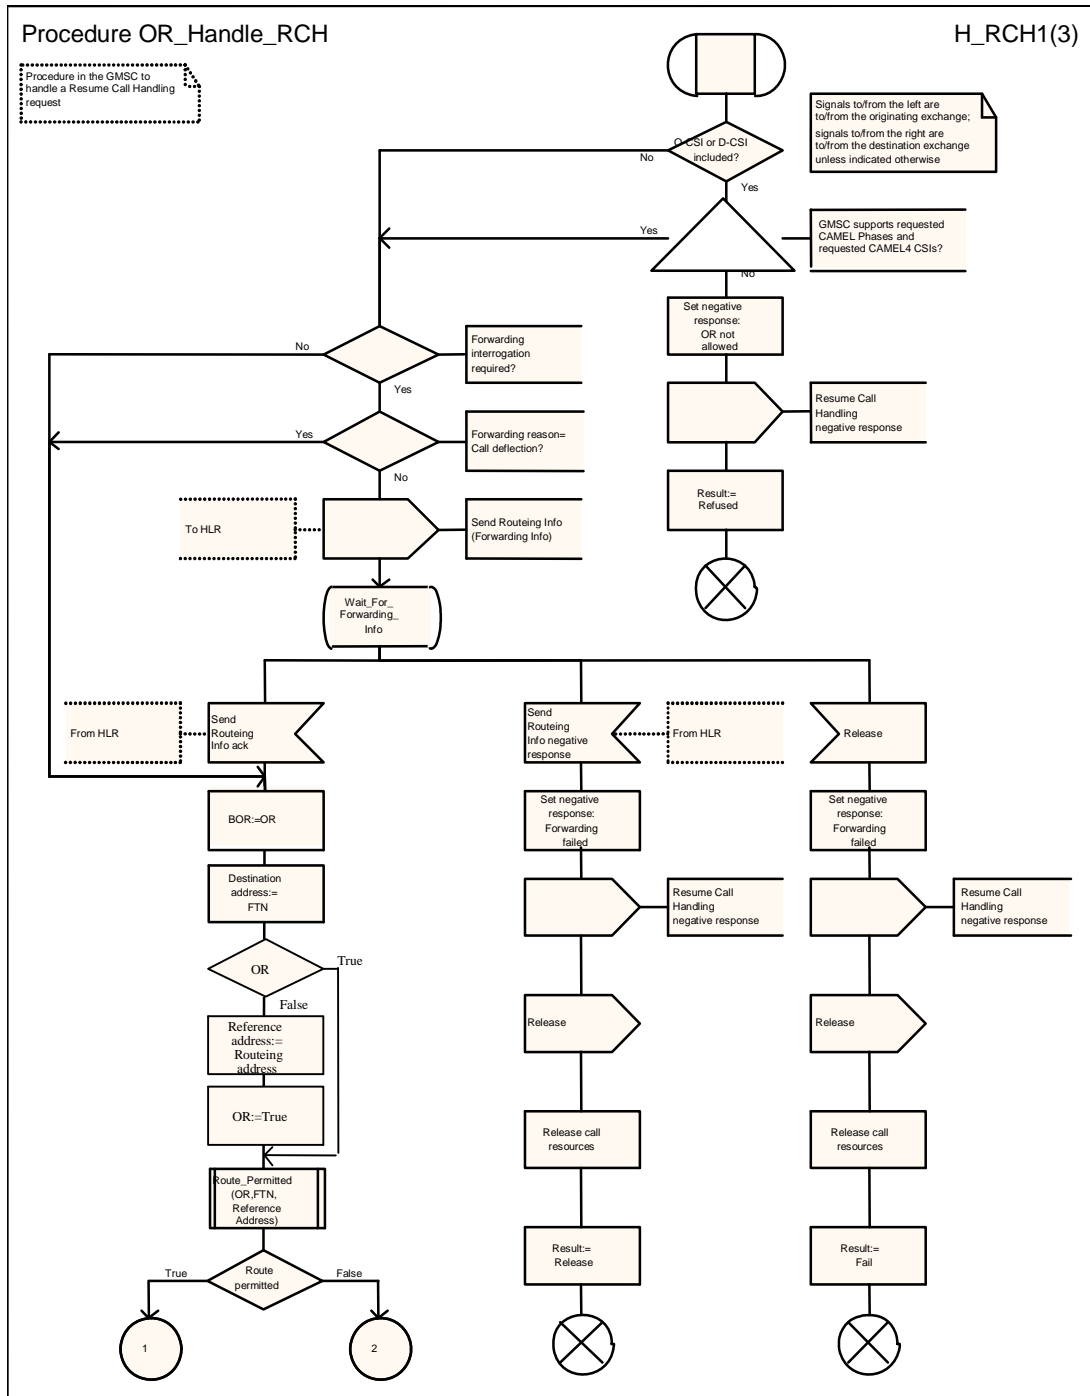 Procedure OR_Handle_RCH
H_RCH1(3)
Procedure in the GMSC to
handle a Resume Call Handling
request
Signals to/from the left are
to/from the originating exchange;
signals to/from the right are
to/from the destination exchange
unless indicated otherwise
O-CSI or D-CSI
included?
No
Yes
Yes
GMSC supports requested
CAMEL Phases and
requested CAMEL4 CSIs?
No
Set negative
response:
OR not
allowed
No
Forwarding
interrogation
required?
Yes
Resume Call
Handling
negative response
Yes
Forwarding reason=
Call deflection?
No
Result:=
Refused
To HLR
Send Routeing Info
(Forwarding Info)
Wait_For_
Forwarding_
Info
From HLR
Send
Routeing
Info ack
Send
Routeing
Info negative
response
From HLR
Release
BOR:=OR
Set negative
response:
Forwarding
failed
Set negative
response:
Forwarding
failed
Destination
address:=
FTN
Resume Call
Handling
negative response
Resume Call
Handling
negative response
OR
True
False
Reference
address:=
Routeing
address
Release
Release
OR:=True
Release call
resources
Release call
resources
Route_Permitted
(OR,FTN,
Reference
Address)
Result:=
Release
Result:=
Fail
True
Route
permitted
False
1
2